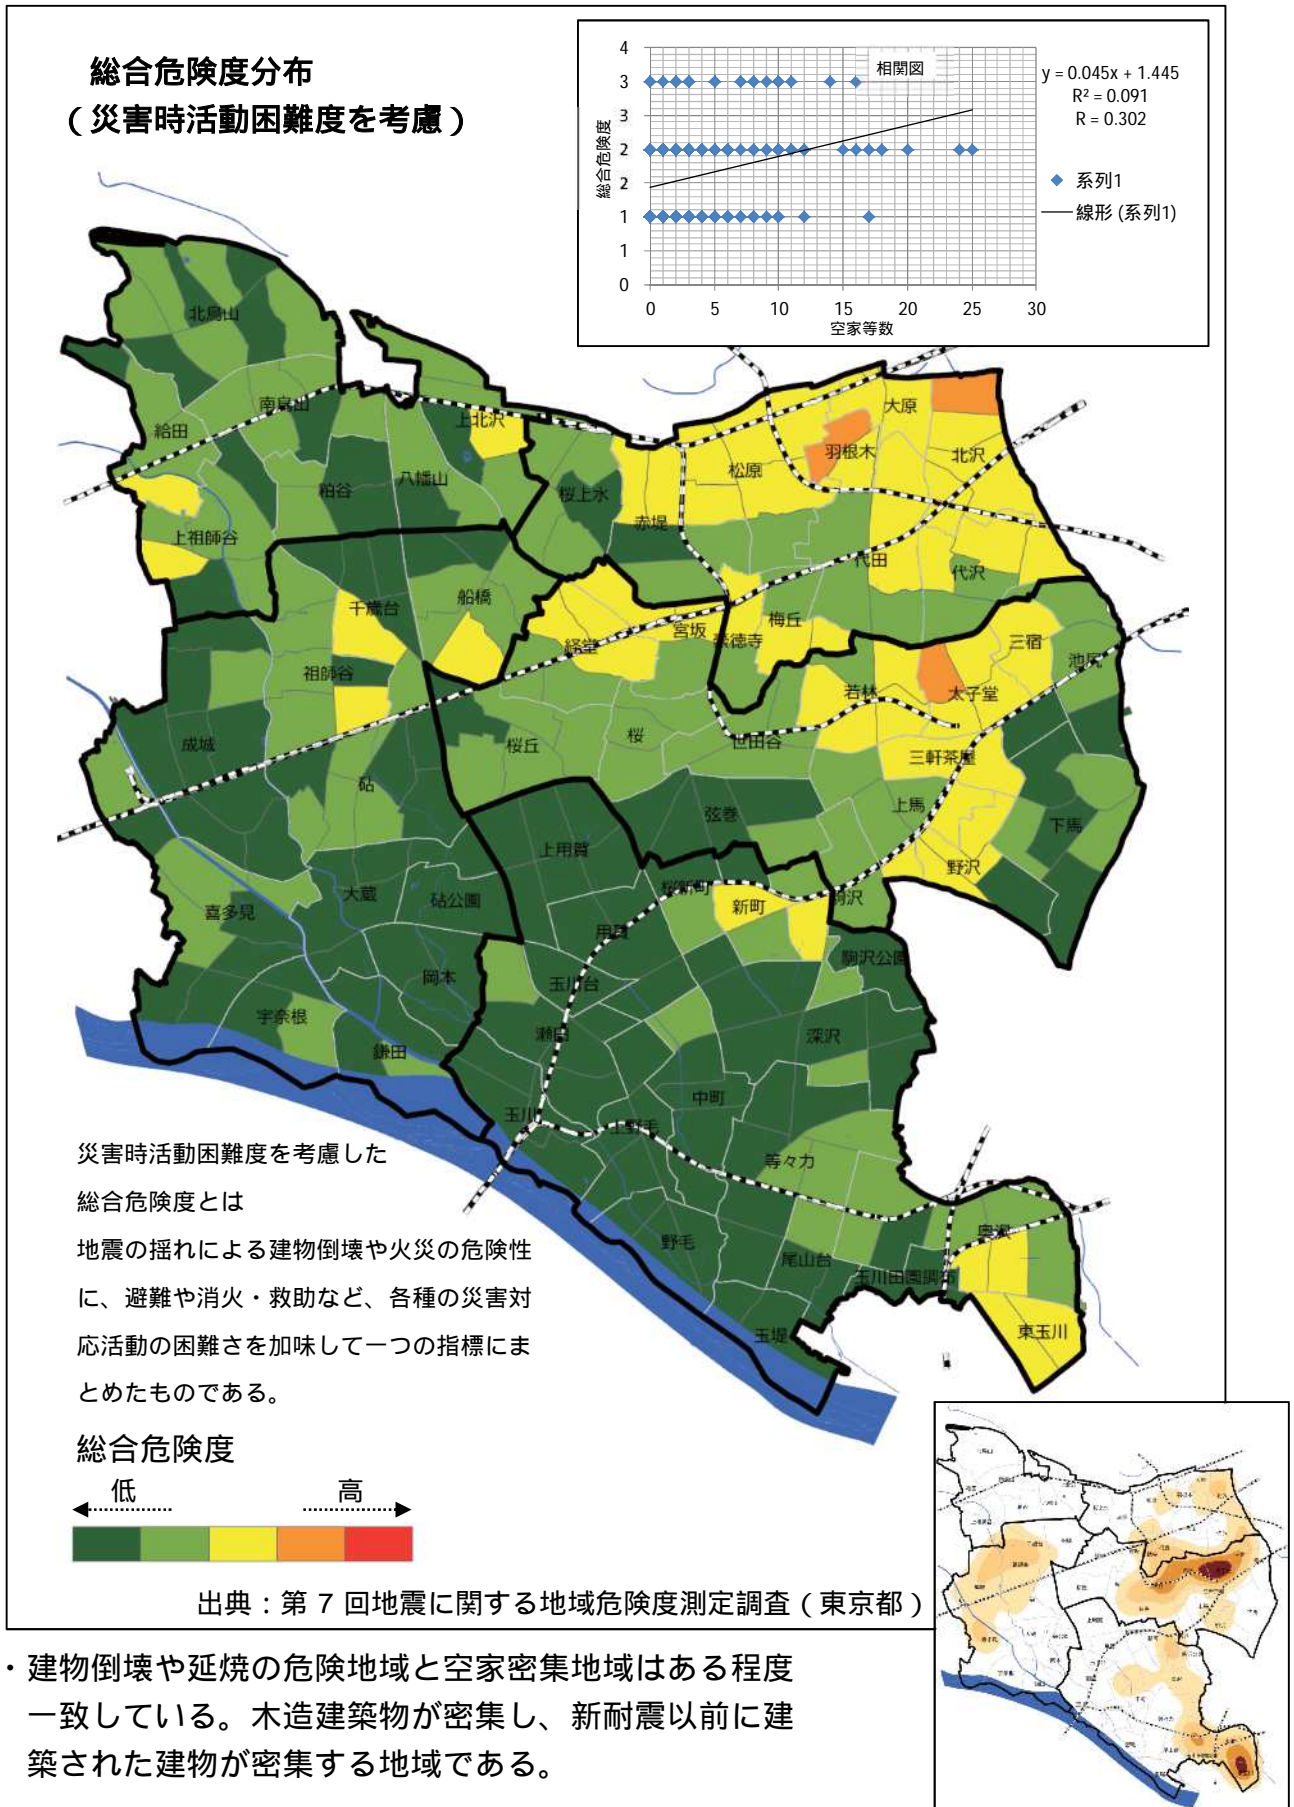 総合危険度分布
（災害時活動困難度を考慮）
相関図
4
3
3
2
2
1
1
0
総合危険度
0 5 10 15 20 25 30
空家等数
y = 0.045x + 1.445
R² = 0.091
R = 0.302
系列1
線形 (系列1)
北烏山
南烏山
給田
上北沢
粕谷
八幡山
上祖師谷
桜上水
赤堤
松原
羽根木
大原
北沢
代田
代沢
千歳台
船橋
経堂
宮坂
豪徳寺
梅丘
三宿
池尻
祖師谷
若林
太子堂
成城
砧
桜丘
桜
世田谷
三軒茶屋
弦巻
上馬
下馬
野沢
上用賀
桜新町
新町
駒沢
喜多見
大蔵
砧公園
用賀
駒沢公園
岡本
玉川台
宇奈根
鎌田
瀬田
深沢
中町
玉川
上野毛
等々力
野毛
尾山台
玉川田園調布
奥沢
東玉川
玉堤
災害時活動困難度を考慮した
総合危険度とは
地震の揺れによる建物倒壊や火災の危険性
に、避難や消火・救助など、各種の災害対
応活動の困難さを加味して一つの指標にま
とめたものである。
総合危険度
低 高
出典：第 7 回地震に関する地域危険度測定調査（東京都）
・建物倒壊や延焼の危険地域と空家密集地域はある程度
一致している。木造建築物が密集し、新耐震以前に建
築された建物が密集する地域である。